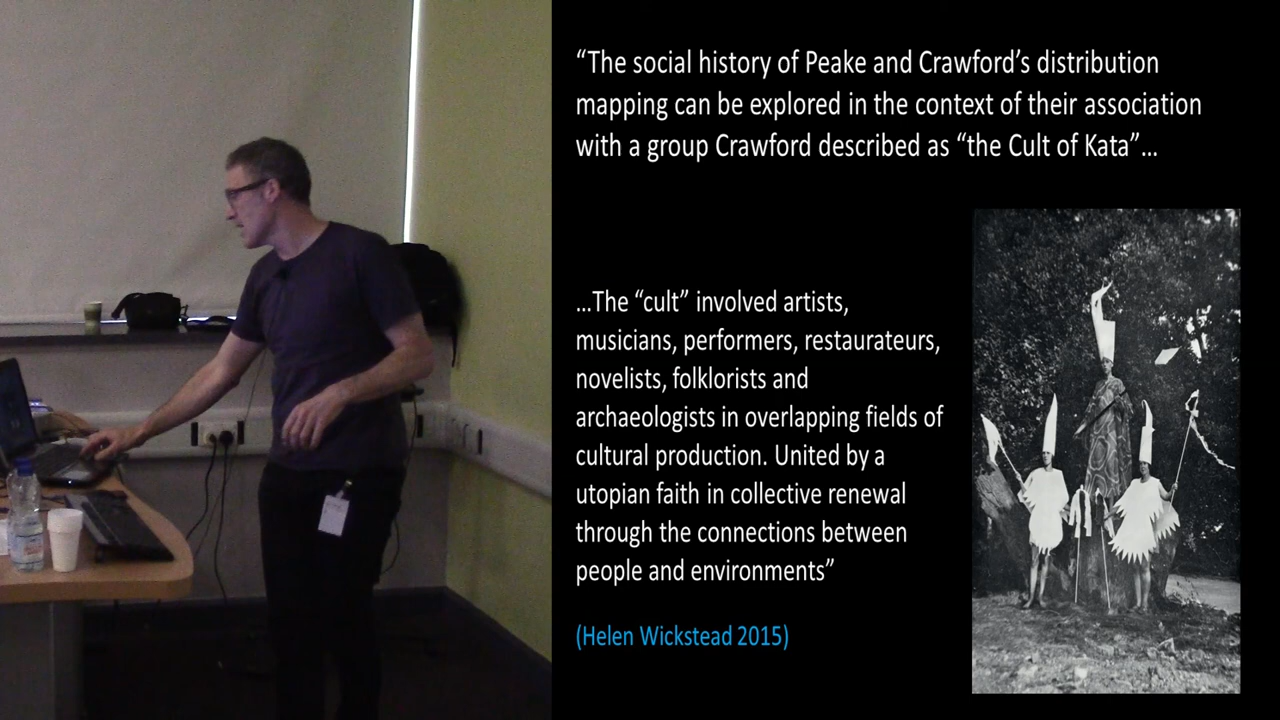 “The social history of Peake and Crawford’s distribution
mapping can be explored in the context of their association
with a group Crawford described as “the Cult of Kata”...
...The “cult” involved artists,
musicians, performers, restaurateurs,
novelists, folklorists and
archaeologists in overlapping fields of
cultural production. United by a
utopian faith in collective renewal
through the connections between
people and environments”
(Helen Wickstead 2015)